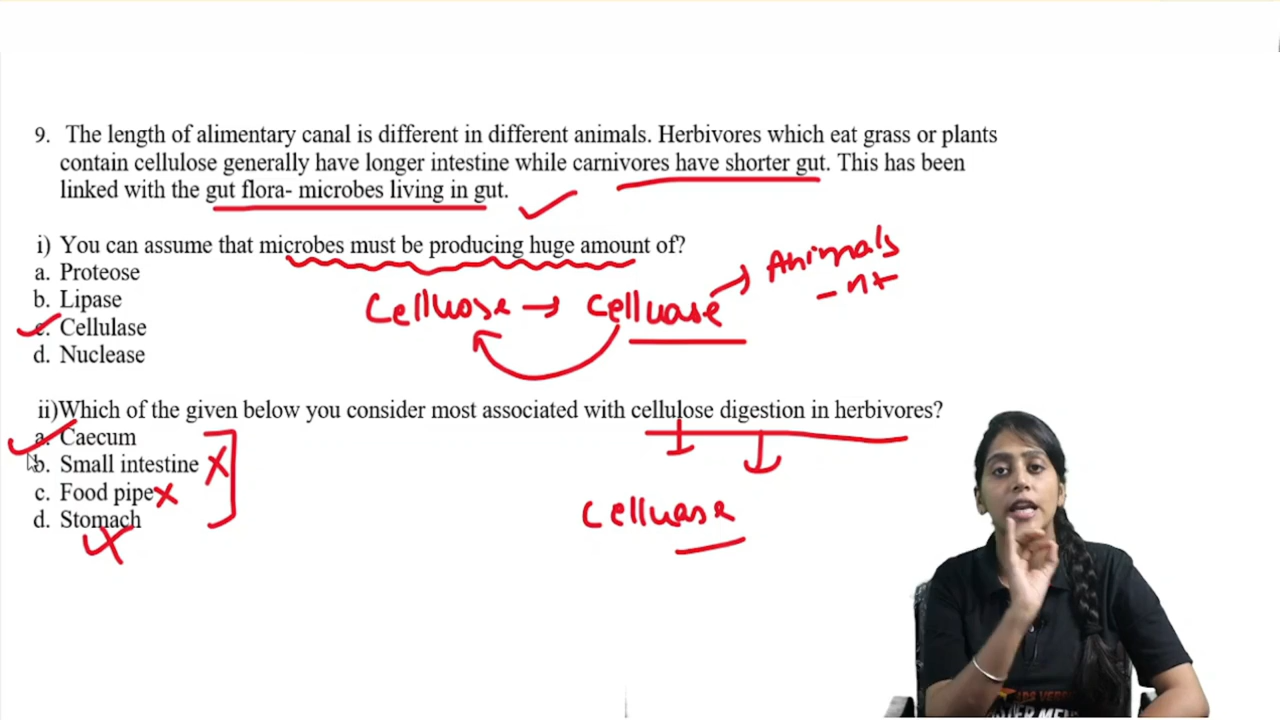 9. The length of alimentary canal is different in different animals. Herbivores which eat grass or plants
contain cellulose generally have longer intestine while carnivores have shorter gut. This has been
linked with the gut flora- microbes living in gut.
i) You can assume that microbes must be producing huge amount of?
a. Proteose
b. Lipase
c. Cellulase
d. Nuclease
Celluose → Celluase → Animals
- nt
ii)Which of the given below you consider most associated with cellulose digestion in herbivores?
a. Caecum
b. Small intestine
c. Food pipe
d. Stomach
Celluase